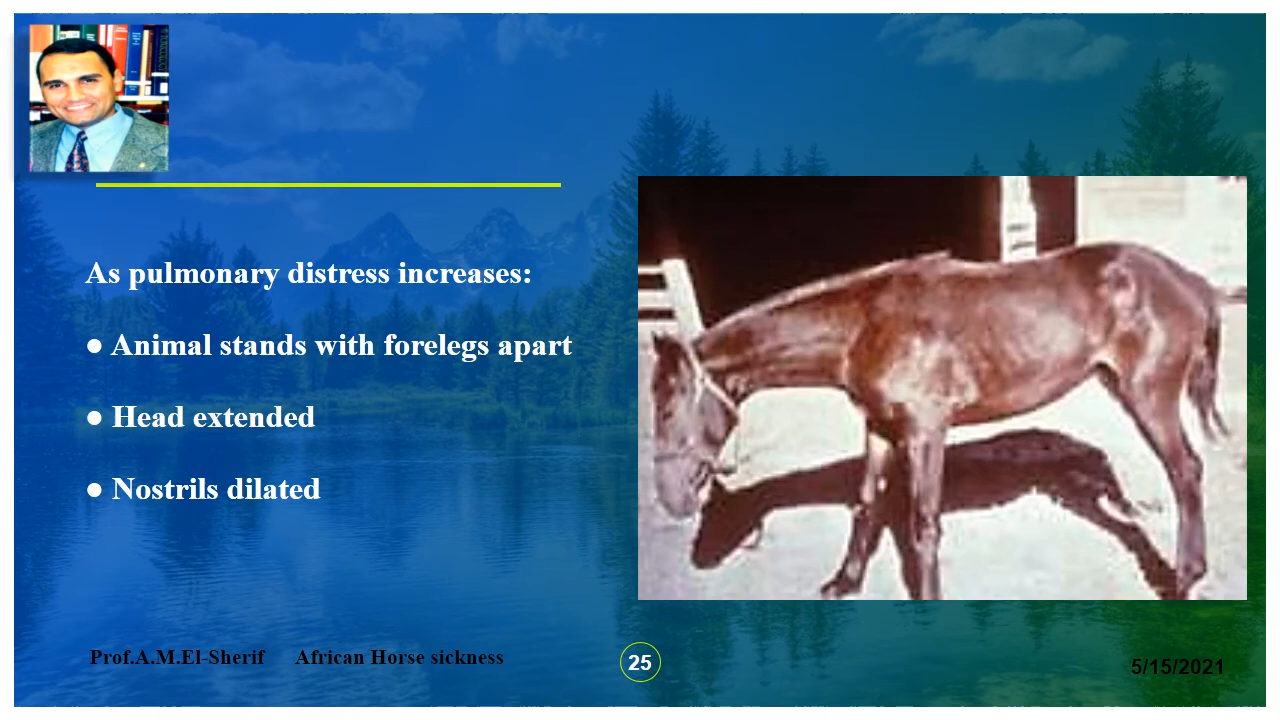 As pulmonary distress increases:
● Animal stands with forelegs apart
● Head extended
● Nostrils dilated
Prof.A.M.El-Sherif African Horse sickness
25
5/15/2021